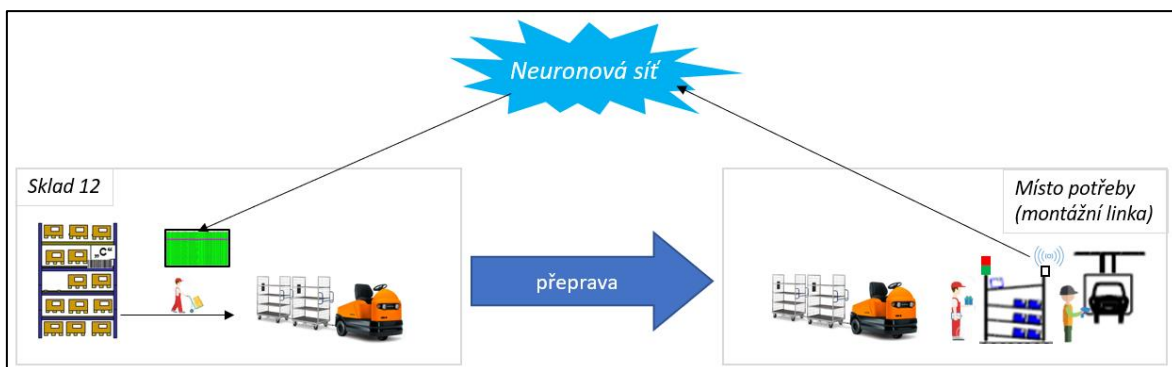 Neuronová síť
Sklad 12
Místo potřeby
(montážní linka)
„C“
přeprava